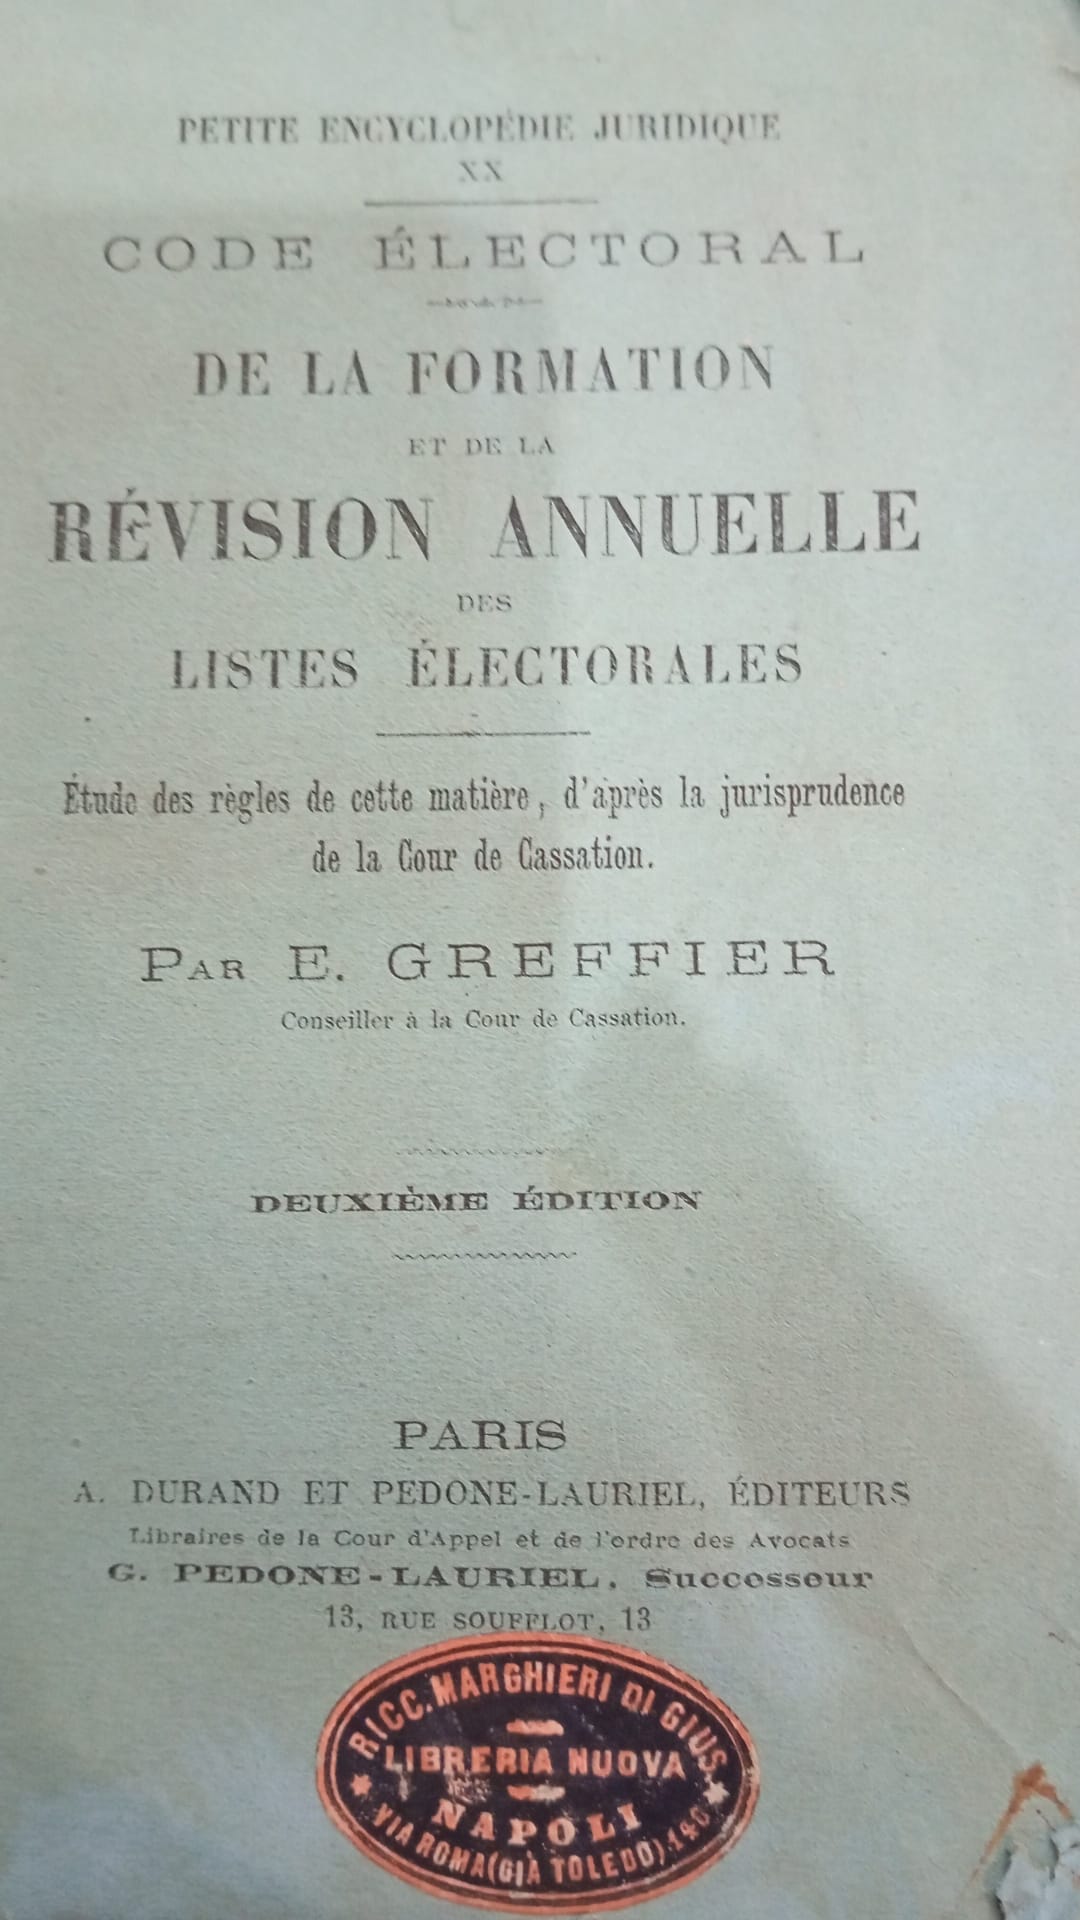 PETITE ENCYCLOPÉDIE JURIDIQUE
XX
CODE ÉLECTORAL
DE LA FORMATION
ET DE LA
RÉVISION ANNUELLE
DES
LISTES ÉLECTORALES
Étude des règles de cette matière, d'après la jurisprudence
de la Cour de Cassation.
PAR E. GREFFIER
Conseiller à la Cour de Cassation.
DEUXIÈME ÉDITION
PARIS
A. DURAND ET PEDONE-LAURIEL, ÉDITEURS
Libraires de la Cour d'Appel et de l'ordre des Avocats
G. PEDONE-LAURIEL, Successeur
13, RUE SOUFFLOT, 13
RICC. MARGHIERI DI GIUS.
LIBRERIA NUOVA
NAPOLI
VIA ROMA (GIÀ TOLEDO)